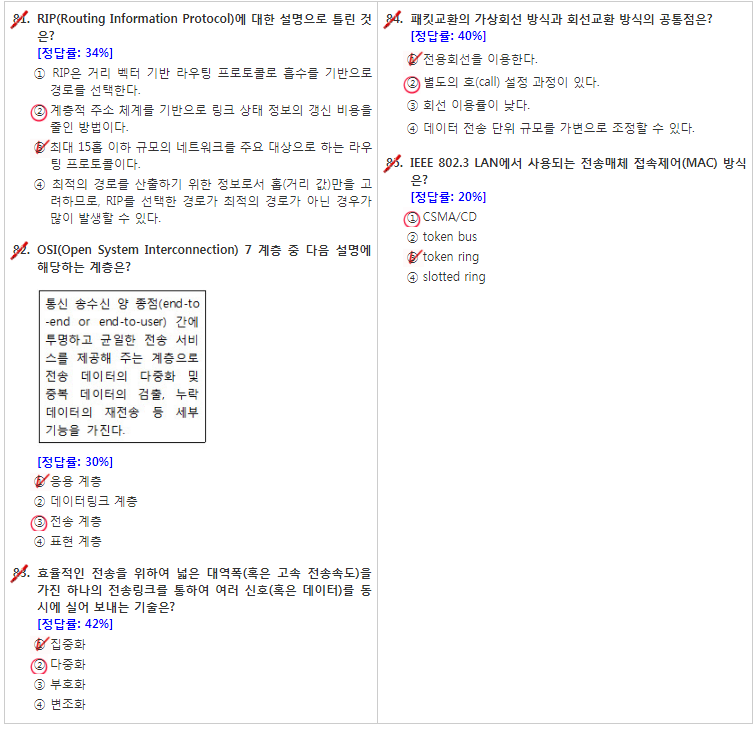 81. RIP(Routing Information Protocol)에 대한 설명으로 틀린 것
은?
[정답률: 34%]
① RIP은 거리 벡터 기반 라우팅 프로토콜로 홉수를 기반으로
경로를 선택한다.
② 계층적 주소 체계를 기반으로 링크 상태 정보의 갱신 비용을
줄인 방법이다.
③ 최대 15홉 이하 규모의 네트워크를 주요 대상으로 하는 라우
팅 프로토콜이다.
④ 최적의 경로를 산출하기 위한 정보로서 홉(거리 값)만을 고
려하므로, RIP를 선택한 경로가 최적의 경로가 아닌 경우가
많이 발생할 수 있다.
82. OSI(Open System Interconnection) 7 계층 중 다음 설명에
해당하는 계층은?
통신 송수신 양 종점(end-to
-end or end-to-user) 간에
투명하고 균일한 전송 서비
스를 제공해 주는 계층으로
전송 데이터의 다중화 및
중복 데이터의 검출, 누락
데이터의 재전송 등 세부
기능을 가진다.
[정답률: 30%]
① 응용 계층
② 데이터링크 계층
③ 전송 계층
④ 표현 계층
83. 효율적인 전송을 위하여 넓은 대역폭(혹은 고속 전송속도)을
가진 하나의 전송링크를 통하여 여러 신호(혹은 데이터)를 동
시에 실어 보내는 기술은?
[정답률: 42%]
① 집중화
② 다중화
③ 부호화
④ 변조화
84. 패킷교환의 가상회선 방식과 회선교환 방식의 공통점은?
[정답률: 40%]
① 전용회선을 이용한다.
② 별도의 호(call) 설정 과정이 있다.
③ 회선 이용률이 낮다.
④ 데이터 전송 단위 규모를 가변으로 조정할 수 있다.
85. IEEE 802.3 LAN에서 사용되는 전송매체 접속제어(MAC) 방식
은?
[정답률: 20%]
① CSMA/CD
② token bus
③ token ring
④ slotted ring